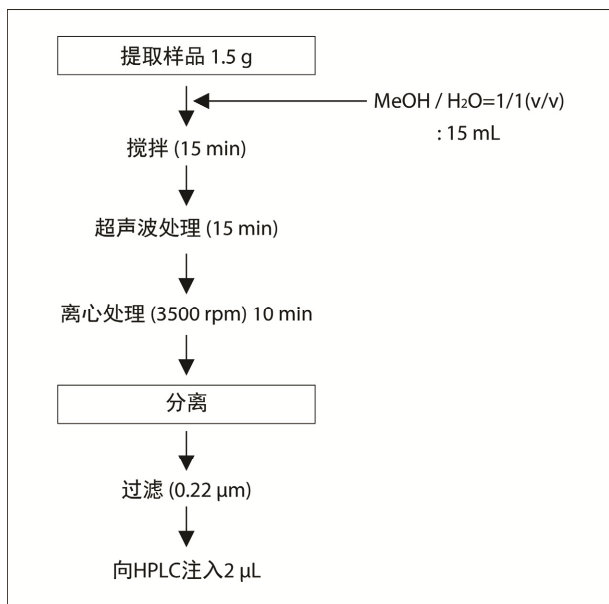 提取样品 1.5 g
MeOH / H₂O=1/1(v/v)
: 15 mL
搅拌 (15 min)
超声波处理 (15 min)
离心处理 (3500 rpm) 10 min
分离
过滤 (0.22 μm)
向HPLC注入2 μL